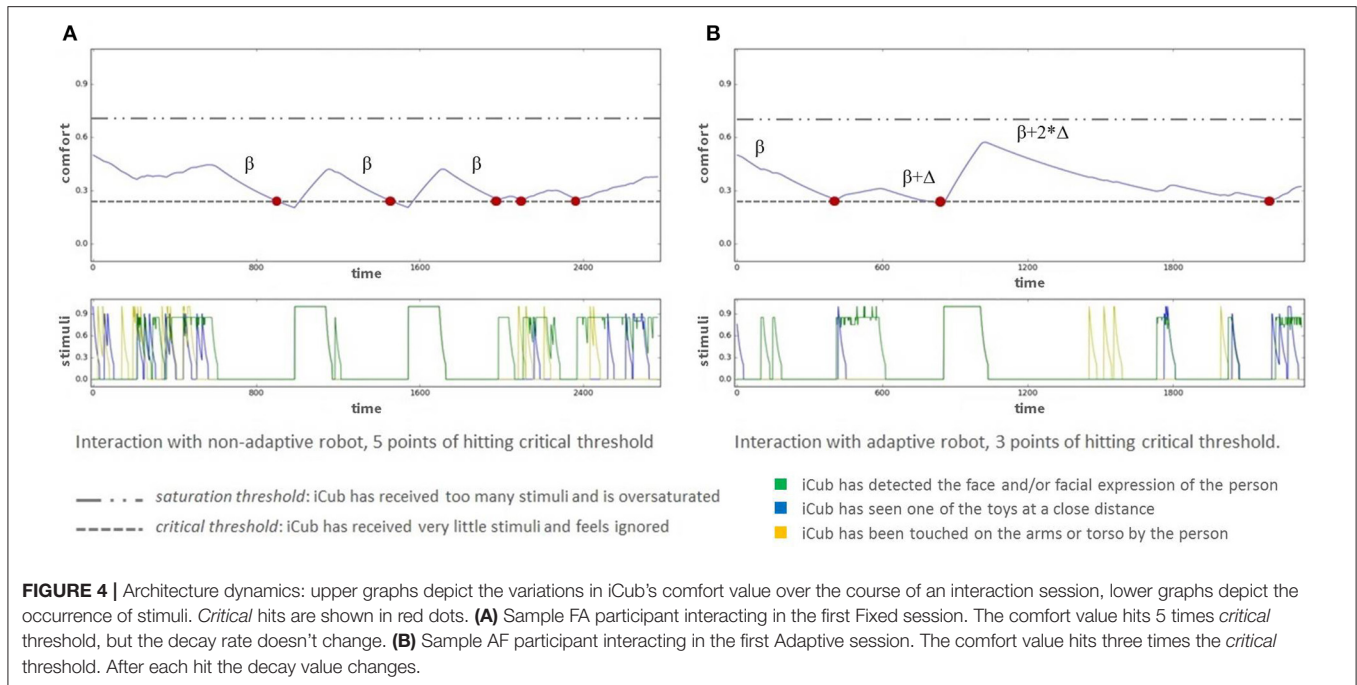 A
B
0.9
0.6
0.3
0.0
comfort
β
β
β
0
800
1600
2400
time
0.9
0.6
0.3
0.0
comfort
β
β+Δ
β+2*Δ
0
600
1200
1800
time
0.9
0.6
0.3
0.0
stimuli
0
800
1600
2400
time
0.9
0.6
0.3
0.0
stimuli
0
600
1200
1800
time
Interaction with non-adaptive robot, 5 points of hitting critical threshold
Interaction with adaptive robot, 3 points of hitting critical threshold.
saturation threshold: iCub has received too many stimuli and is oversaturated
critical threshold: iCub has received very little stimuli and feels ignored
iCub has detected the face and/or facial expression of the person
iCub has seen one of the toys at a close distance
iCub has been touched on the arms or torso by the person
FIGURE 4 | Architecture dynamics: upper graphs depict the variations in iCub's comfort value over the course of an interaction session, lower graphs depict the
occurrence of stimuli. Critical hits are shown in red dots. (A) Sample FA participant interacting in the first Fixed session. The comfort value hits 5 times critical
threshold, but the decay rate doesn't change. (B) Sample AF participant interacting in the first Adaptive session. The comfort value hits three times the critical
threshold. After each hit the decay value changes.